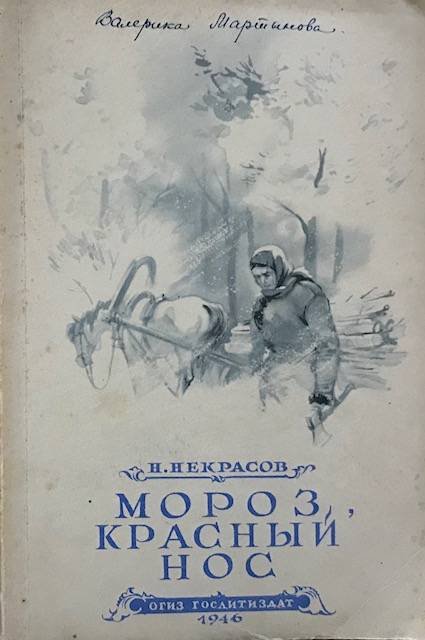 Валерика Мартынова.
Н. НЕКРАСОВ
МОРОЗ,
КРАСНЫЙ
НОС
ОГИЗ ГОСЛИТИЗДАТ
1946